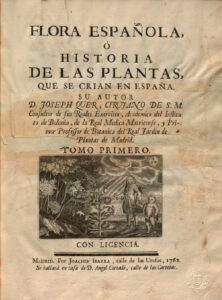 FLORA ESPAÑOLA,
Ó
HISTORIA
DE LAS PLANTAS,
QUE SE CRIAN EN ESPAÑA.
SU AUTOR
D. JOSEPH QUER, CIRUJANO DE S. M.
Consultor de sus Reales Exercitos, Academico del Institu-
to de Bolonia, de la Real Medica Matritense, y Pri-
mer Professor de Botanica del Real Jardin de
Plantas de Madrid.
TOMO PRIMERO.
CON LICENCIA.
MADRID. Por JOACHIN IBARRA, calle de las Urosas, 1762.
Se hallará en casa de D. Angel Corradi, calle de las Carretas.